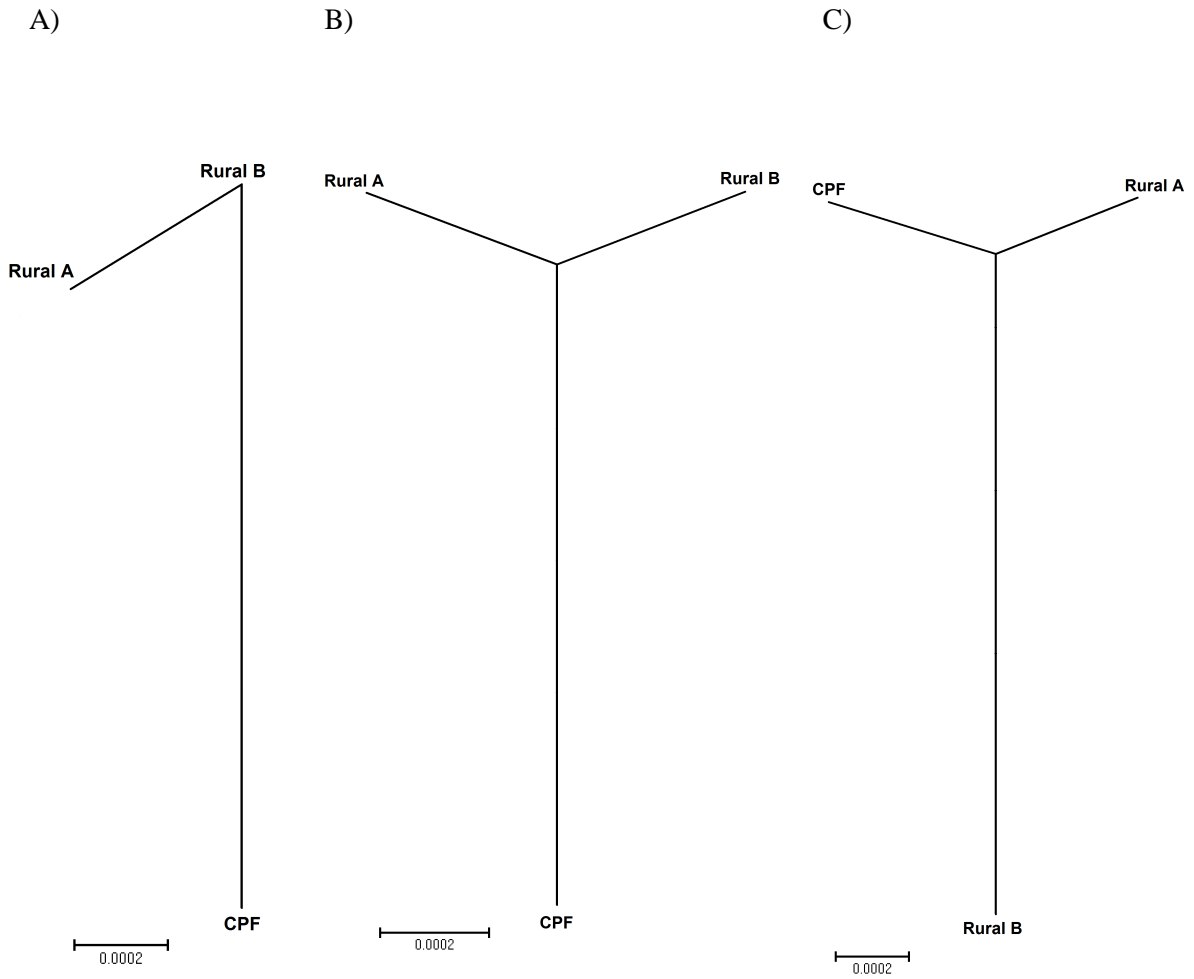 A)
Rural B
Rural A
CPF
0.0002
B)
Rural A
Rural B
CPF
0.0002
C)
CPF
Rural A
Rural B
0.0002